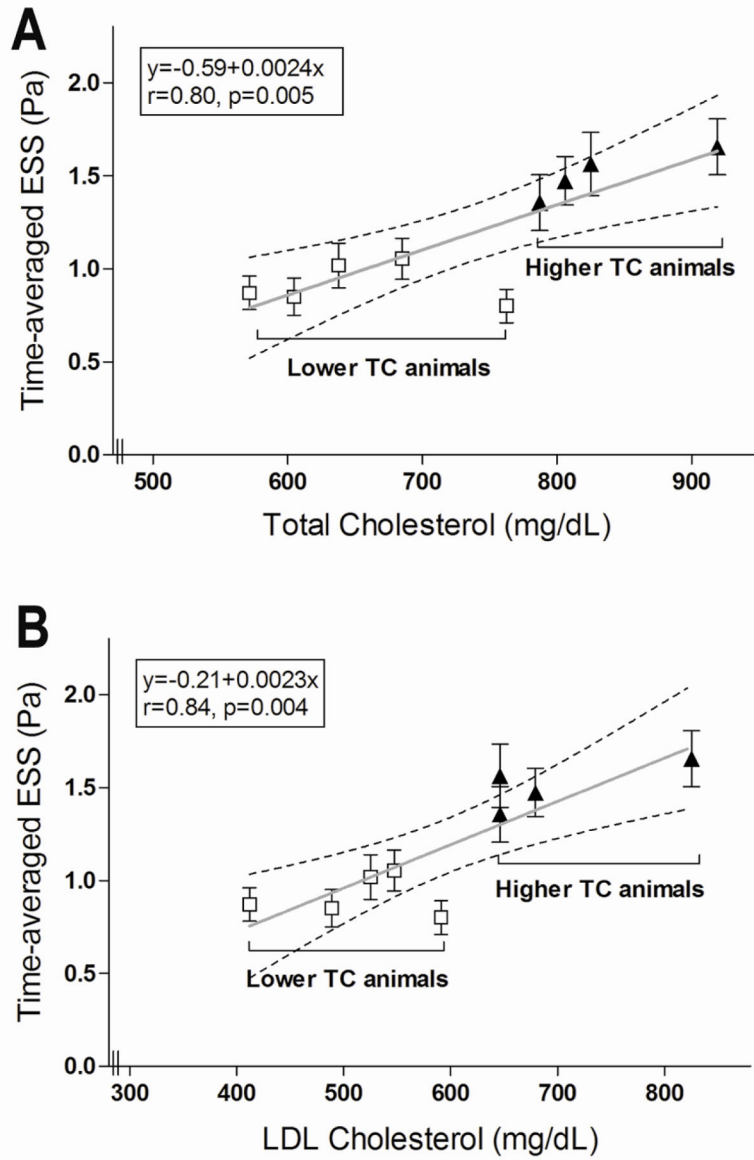 A
y=-0.59+0.0024x
r=0.80, p=0.005
Time-averaged ESS (Pa)
2.0
1.5
1.0
0.5
0.0
Higher TC animals
Lower TC animals
500 600 700 800 900
Total Cholesterol (mg/dL)
B
y=-0.21+0.0023x
r=0.84, p=0.004
Time-averaged ESS (Pa)
2.0
1.5
1.0
0.5
0.0
Higher TC animals
Lower TC animals
300 400 500 600 700 800
LDL Cholesterol (mg/dL)